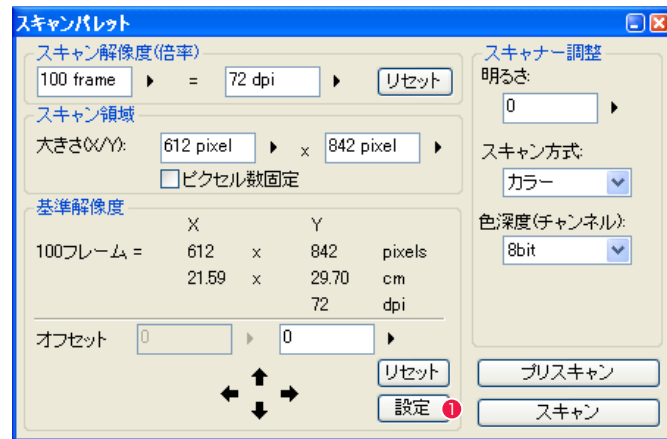 スキャンパレット
スキャン解像度(倍率)
100 frame = 72 dpi リセット
スキャン領域
大きさ(X/Y): 612 pixel x 842 pixel
ピクセル数固定
基準解像度
X Y
100フレーム = 612 x 842 pixels
21.59 x 29.70 cm
72 dpi
オフセット 0 0
リセット
設定 1
スキャナー調整
明るさ:
0
スキャン方式:
カラー
色深度(チャンネル):
8bit
プリスキャン
スキャン